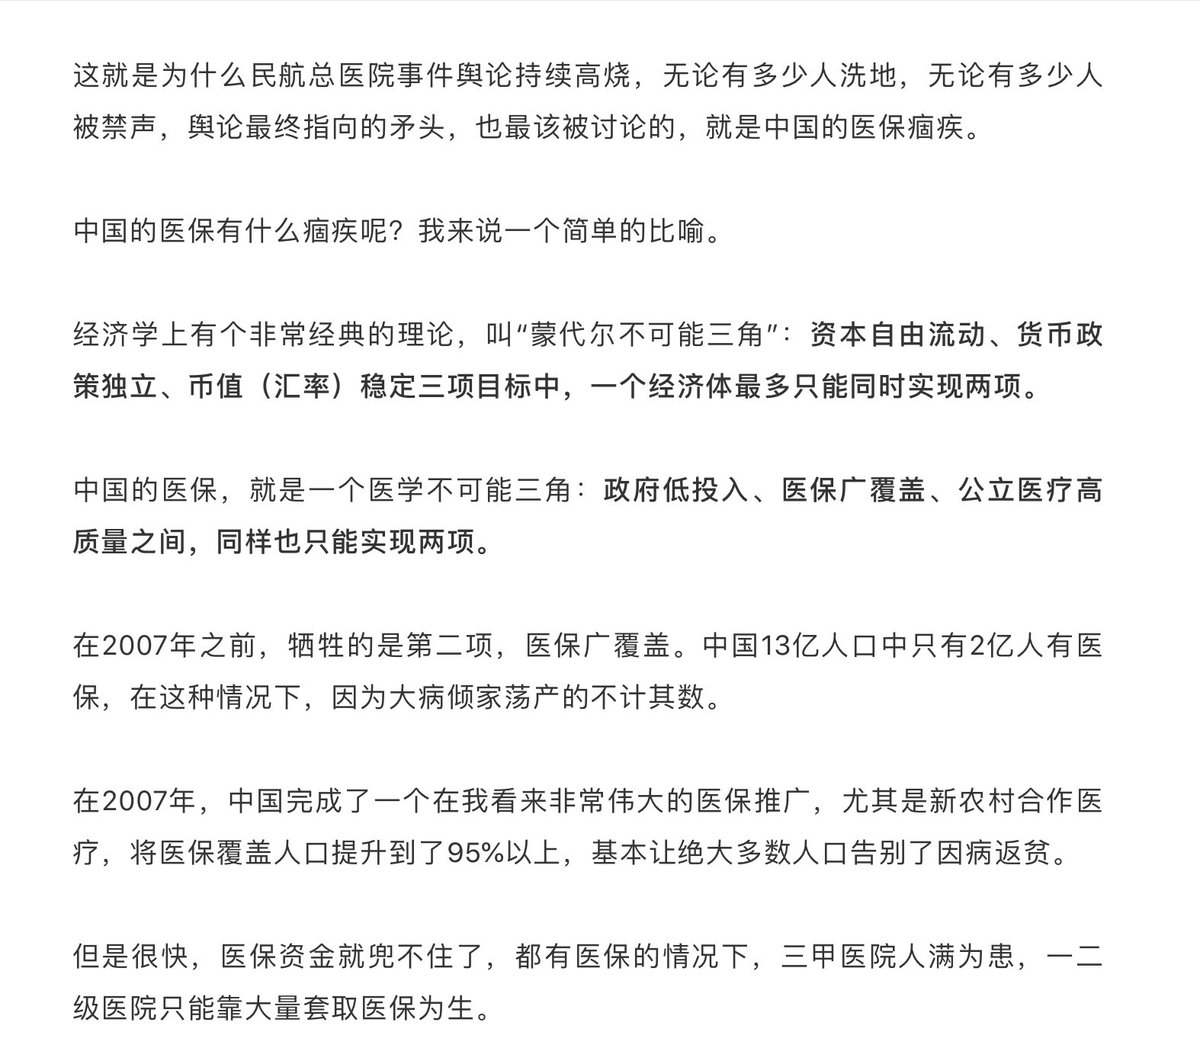 这就是为什么民航总医院事件舆论持续高烧，无论有多少人洗地，无论有多少人
被禁声，舆论最终指向的矛头，也最该被讨论的，就是中国的医保痼疾。
中国的医保有什么痼疾呢？我来说一个简单的比喻。
经济学上有个非常经典的理论，叫“蒙代尔不可能三角”：资本自由流动、货币政
策独立、币值（汇率）稳定三项目标中，一个经济体最多只能同时实现两项。
中国的医保，就是一个医学不可能三角：政府低投入、医保广覆盖、公立医疗高
质量之间，同样也只能实现两项。
在2007年之前，牺牲的是第二项，医保广覆盖。中国13亿人口中只有2亿人有医
保，在这种情况下，因为大病倾家荡产的不计其数。
在2007年，中国完成了一个在我看来非常伟大的医保推广，尤其是新农村合作医
疗，将医保覆盖人口提升到了95%以上，基本让绝大多数人口告别了因病返贫。
但是很快，医保资金就兜不住了，都有医保的情况下，三甲医院人满为患，一二
级医院只能靠大量套取医保为生。